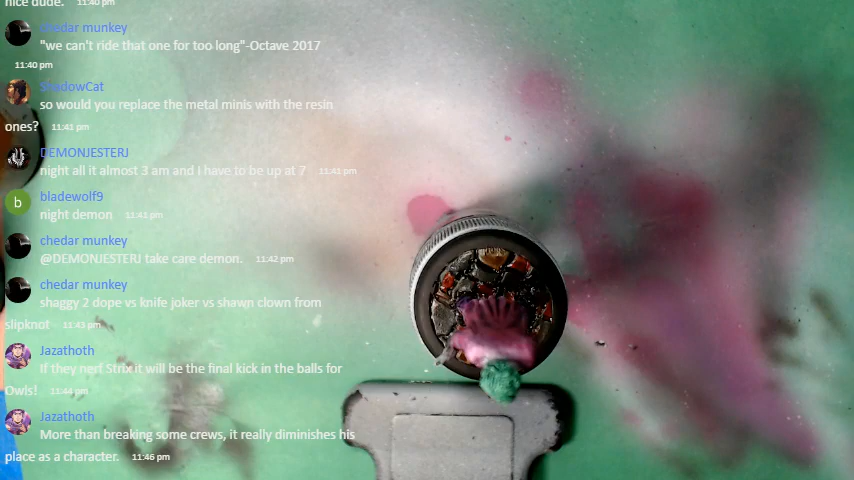 nice dude. 11:40 pm
chedar munkey
"we can't ride that one for too long"-Octave 2017
11:40 pm
ShadowCat
so would you replace the metal minis with the resin
ones? 11:41 pm
DEMONJESTERJ
night all it almost 3 am and I have to be up at 7 11:41 pm
b
bladewolf9
night demon 11:41 pm
chedar munkey
@DEMONJESTERJ take care demon. 11:42 pm
chedar munkey
shaggy 2 dope vs knife joker vs shawn clown from
slipknot 11:43 pm
Jazathoth
If they nerf Strix it will be the final kick in the balls for
Owls! 11:44 pm
Jazathoth
More than breaking some crews, it really diminishes his
place as a character. 11:46 pm